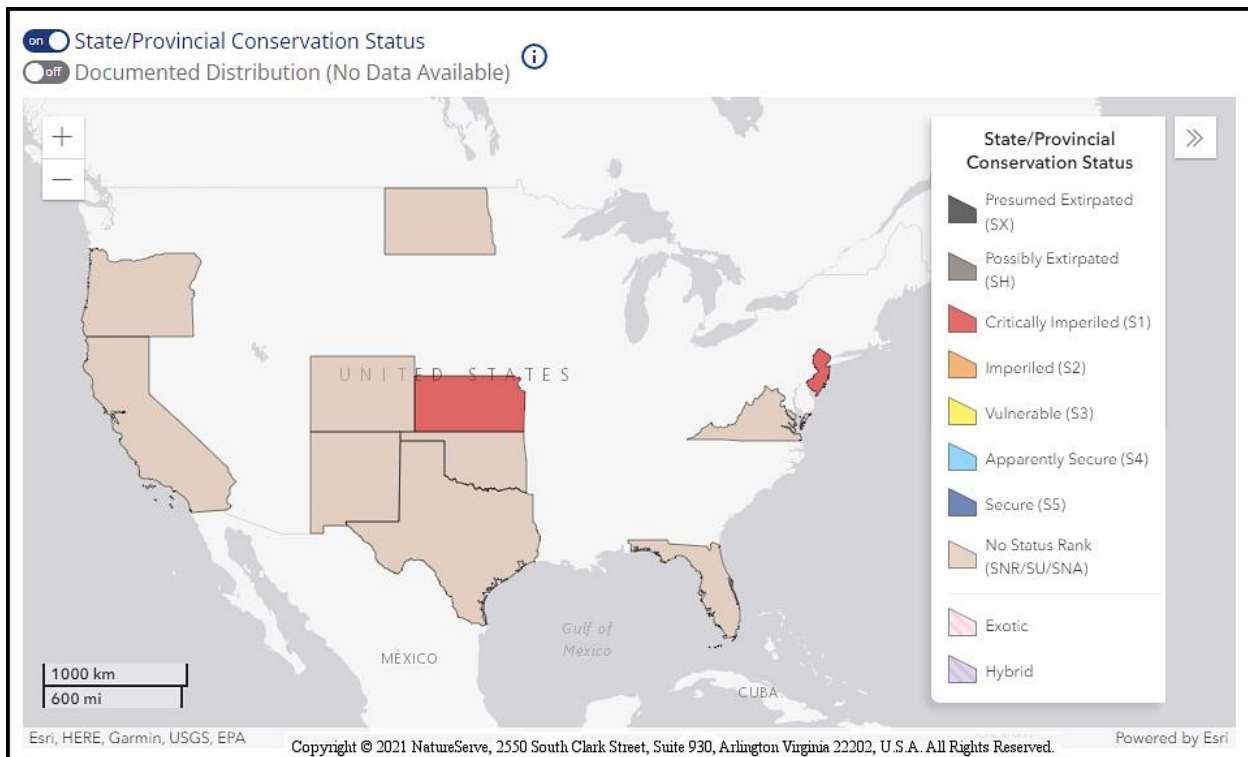 on State/Provincial Conservation Status
off Documented Distribution (No Data Available)
i
+
−
State/Provincial
Conservation Status
Presumed Extirpated
(SX)
Possibly Extirpated
(SH)
Critically Imperiled (S1)
Imperiled (S2)
Vulnerable (S3)
Apparently Secure (S4)
Secure (S5)
No Status Rank
(SNR/SU/SNA)
Exotic
Hybrid
UNITED STATES
Gulf of
Mexico
MÉXICO
CUBA
1000 km
600 mi
Esri, HERE, Garmin, USGS, EPA
Copyright © 2021 NatureServe, 2550 South Clark Street, Suite 930, Arlington Virginia 22202, U.S.A. All Rights Reserved.
Powered by Esri